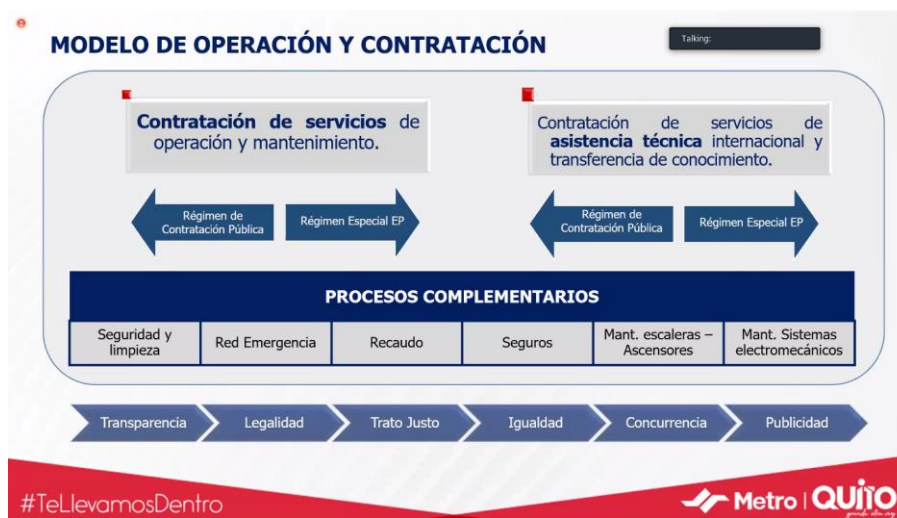 MODELO DE OPERACIÓN Y CONTRATACIÓN
Talking:
Contratación de servicios de
operación y mantenimiento.
Contratación de servicios de
asistencia técnica internacional y
transferencia de conocimiento.
Régimen de
Contratación Pública
Régimen Especial EP
Régimen de
Contratación Pública
Régimen Especial EP
PROCESOS COMPLEMENTARIOS
Seguridad y
limpieza
Red Emergencia
Recaudo
Seguros
Mant. escaleras –
Ascensores
Mant. Sistemas
electromecánicos
Transparencia
Legalidad
Trato Justo
Igualdad
Concurrencia
Publicidad
#TeLlevamosDentro
Metro | QUITO
grande otra vez